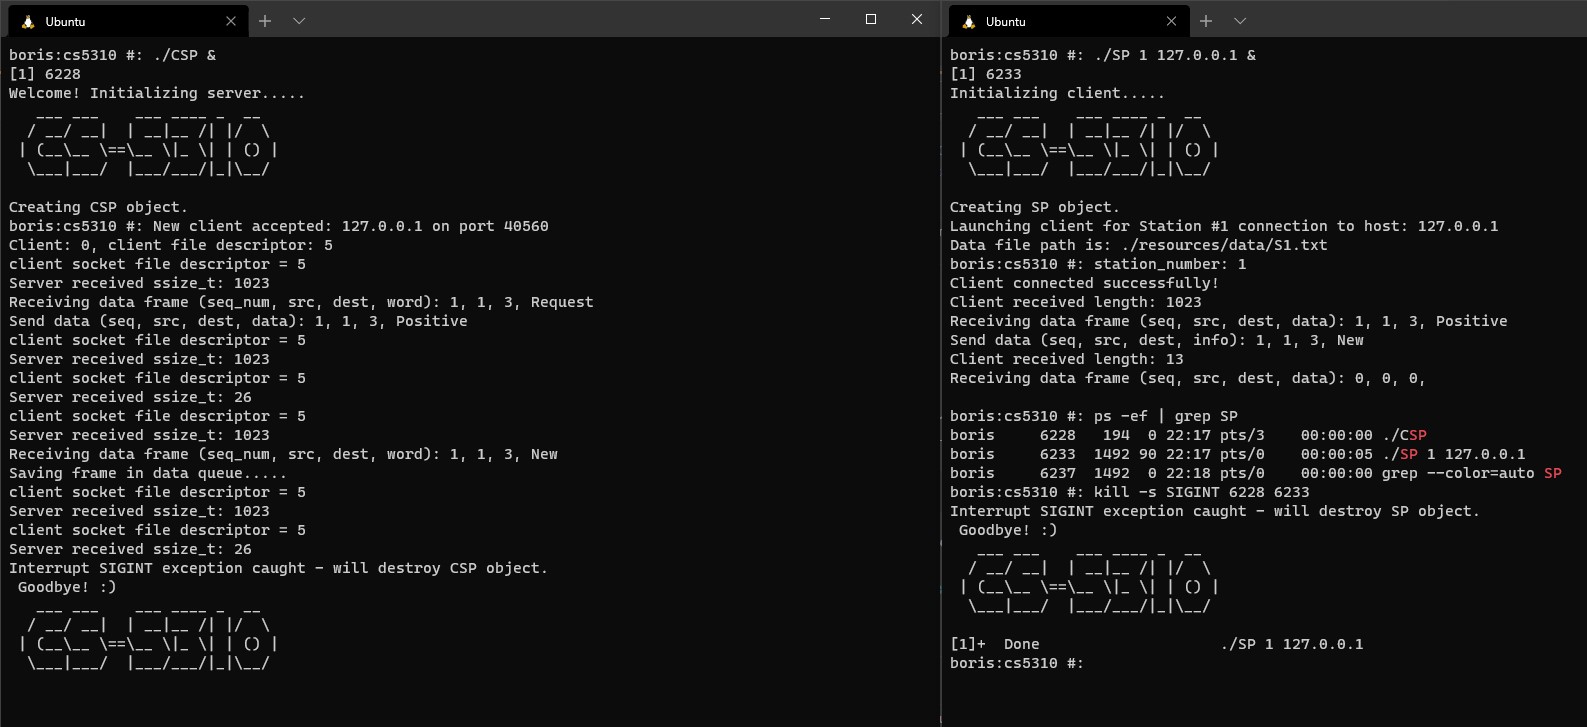 Ubuntu
boris:cs5310 #: ./CSP &
[1] 6228
Welcome! Initializing server.....
   ___ ___     ___ ____ _  __
  / __/ __|  | __|__ /| |/  \
 | (__\__ \==\__ \|_ \| | () |
  \___|___/  |___/___/|_|\__/
Creating CSP object.
boris:cs5310 #: New client accepted: 127.0.0.1 on port 40560
Client: 0, client file descriptor: 5
client socket file descriptor = 5
Server received ssize_t: 1023
Receiving data frame (seq_num, src, dest, word): 1, 1, 3, Request
Send data (seq, src, dest, data): 1, 1, 3, Positive
client socket file descriptor = 5
Server received ssize_t: 1023
client socket file descriptor = 5
Server received ssize_t: 26
client socket file descriptor = 5
Server received ssize_t: 1023
Receiving data frame (seq_num, src, dest, word): 1, 1, 3, New
Saving frame in data queue.....
client socket file descriptor = 5
Server received ssize_t: 1023
client socket file descriptor = 5
Server received ssize_t: 26
Interrupt SIGINT exception caught - will destroy CSP object.
 Goodbye! :)
   ___ ___     ___ ____ _  __
  / __/ __|  | __|__ /| |/  \
 | (__\__ \==\__ \|_ \| | () |
  \___|___/  |___/___/|_|\__/
Ubuntu
boris:cs5310 #: ./SP 1 127.0.0.1 &
[1] 6233
Initializing client.....
   ___ ___     ___ ____ _  __
  / __/ __|  | __|__ /| |/  \
 | (__\__ \==\__ \|_ \| | () |
  \___|___/  |___/___/|_|\__/
Creating SP object.
Launching client for Station #1 connection to host: 127.0.0.1
Data file path is: ./resources/data/S1.txt
boris:cs5310 #: station_number: 1
Client connected successfully!
Client received length: 1023
Receiving data frame (seq, src, dest, data): 1, 1, 3, Positive
Send data (seq, src, dest, info): 1, 1, 3, New
Client received length: 13
Receiving data frame (seq, src, dest, data): 0, 0, 0,
boris:cs5310 #: ps -ef | grep SP
boris     6228   194  0 22:17 pts/3    00:00:00 ./CSP
boris     6233  1492 90 22:17 pts/0    00:00:05 ./SP 1 127.0.0.1
boris     6237  1492  0 22:18 pts/0    00:00:00 grep --color=auto SP
boris:cs5310 #: kill -s SIGINT 6228 6233
Interrupt SIGINT exception caught - will destroy SP object.
 Goodbye! :)
   ___ ___     ___ ____ _  __
  / __/ __|  | __|__ /| |/  \
 | (__\__ \==\__ \|_ \| | () |
  \___|___/  |___/___/|_|\__/
[1]+  Done                    ./SP 1 127.0.0.1
boris:cs5310 #: